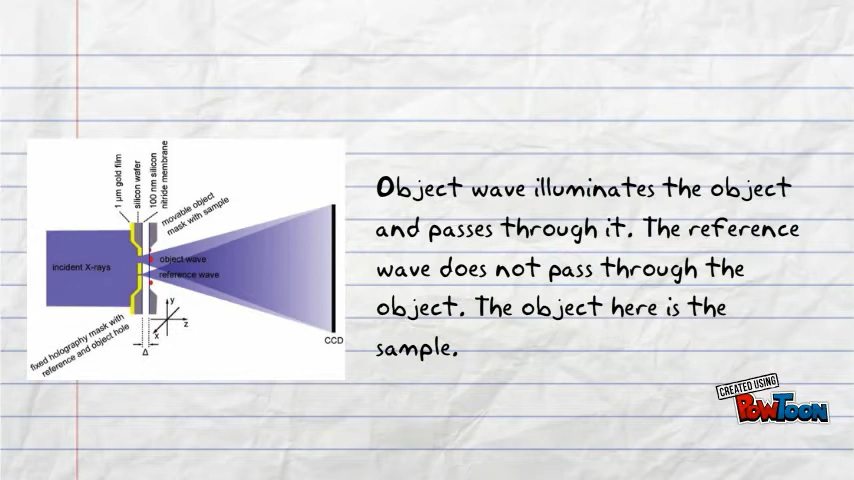 1 µm gold film
silicon wafer
100 nm silicon
nitride membrane
movable object
mask with sample
incident X-rays
object wave
reference wave
y
z
x
Δ
fixed holography mask with
reference and object hole
CCD
Object wave illuminates the object
and passes through it. The reference
wave does not pass through the
object. The object here is the
sample.
CREATED USING
POWTOON